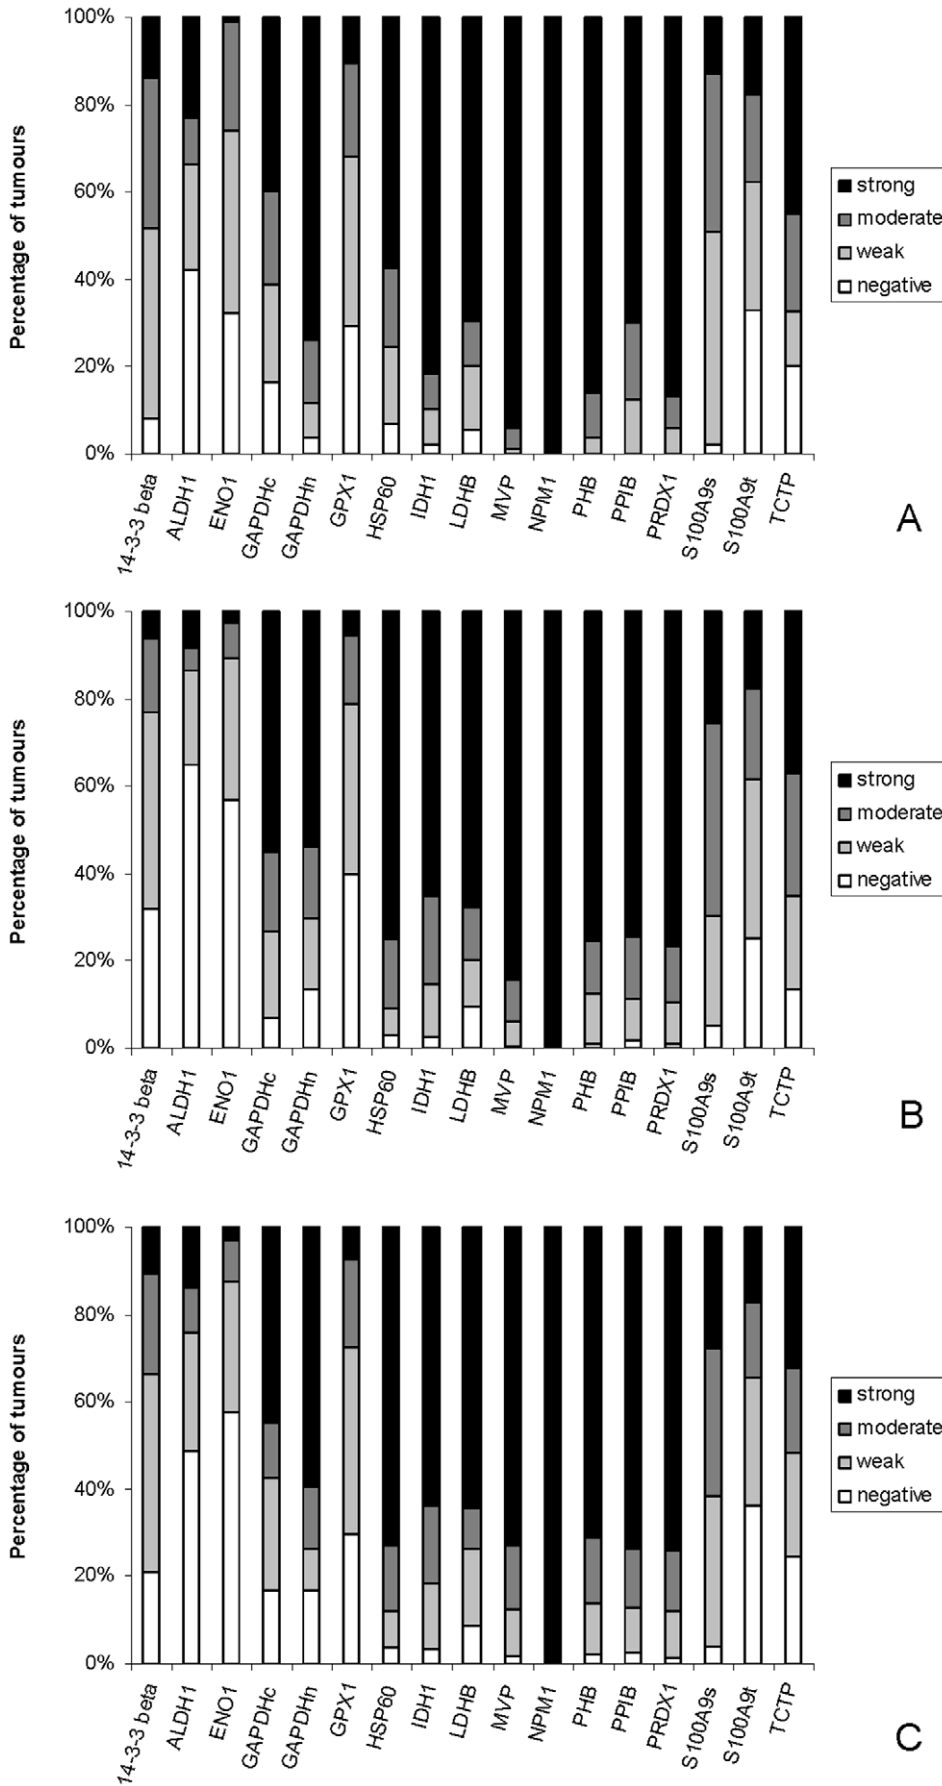 100%
80%
60%
40%
20%
0%
Percentage of tumours
14-3-3 beta
ALDH1
ENO1
GAPDHc
GAPDHn
GPX1
HSP60
IDH1
LDHB
MVP
NPM1
PHB
PPIB
PRDX1
S100A9s
S100A9t
TCTP
strong
moderate
weak
negative
A
100%
80%
60%
40%
20%
0%
Percentage of tumours
14-3-3 beta
ALDH1
ENO1
GAPDHc
GAPDHn
GPX1
HSP60
IDH1
LDHB
MVP
NPM1
PHB
PPIB
PRDX1
S100A9s
S100A9t
TCTP
strong
moderate
weak
negative
B
100%
80%
60%
40%
20%
0%
Percentage of tumours
14-3-3 beta
ALDH1
ENO1
GAPDHc
GAPDHn
GPX1
HSP60
IDH1
LDHB
MVP
NPM1
PHB
PPIB
PRDX1
S100A9s
S100A9t
TCTP
strong
moderate
weak
negative
C